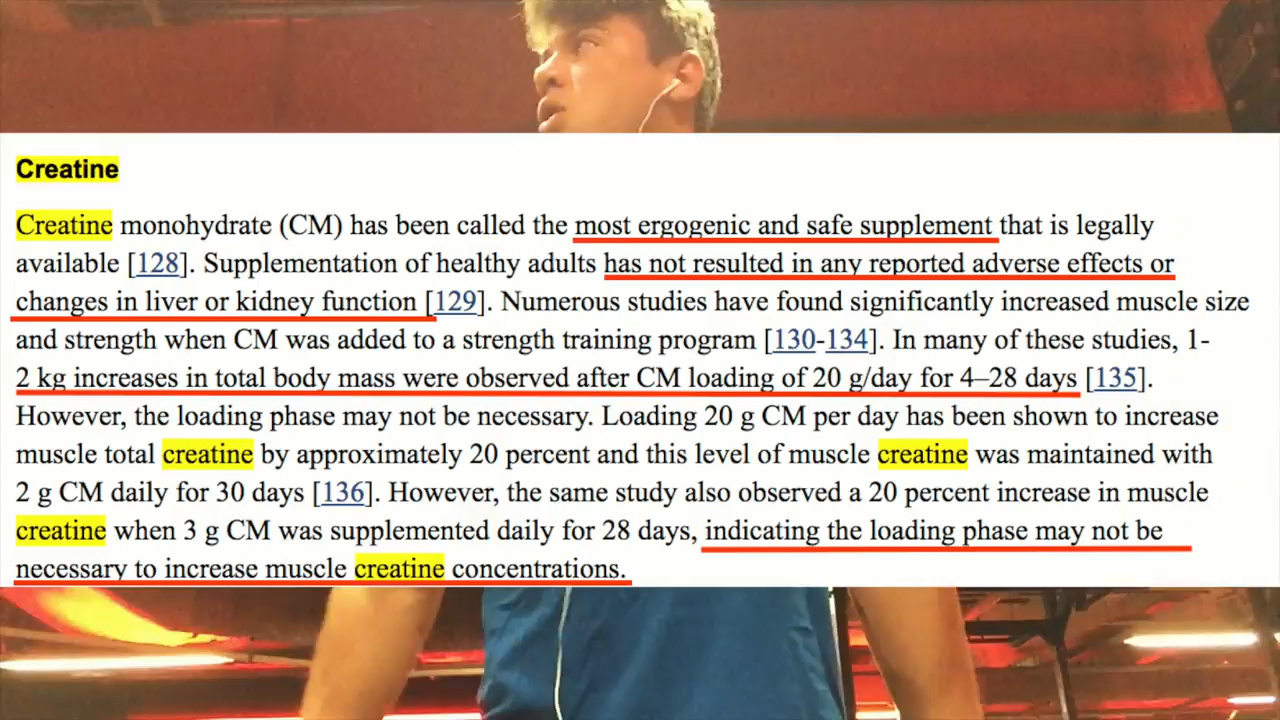 Creatine
Creatine monohydrate (CM) has been called the most ergogenic and safe supplement that is legally
available [128]. Supplementation of healthy adults has not resulted in any reported adverse effects or
changes in liver or kidney function [129]. Numerous studies have found significantly increased muscle size
and strength when CM was added to a strength training program [130-134]. In many of these studies, 1-
2 kg increases in total body mass were observed after CM loading of 20 g/day for 4–28 days [135].
However, the loading phase may not be necessary. Loading 20 g CM per day has been shown to increase
muscle total creatine by approximately 20 percent and this level of muscle creatine was maintained with
2 g CM daily for 30 days [136]. However, the same study also observed a 20 percent increase in muscle
creatine when 3 g CM was supplemented daily for 28 days, indicating the loading phase may not be
necessary to increase muscle creatine concentrations.